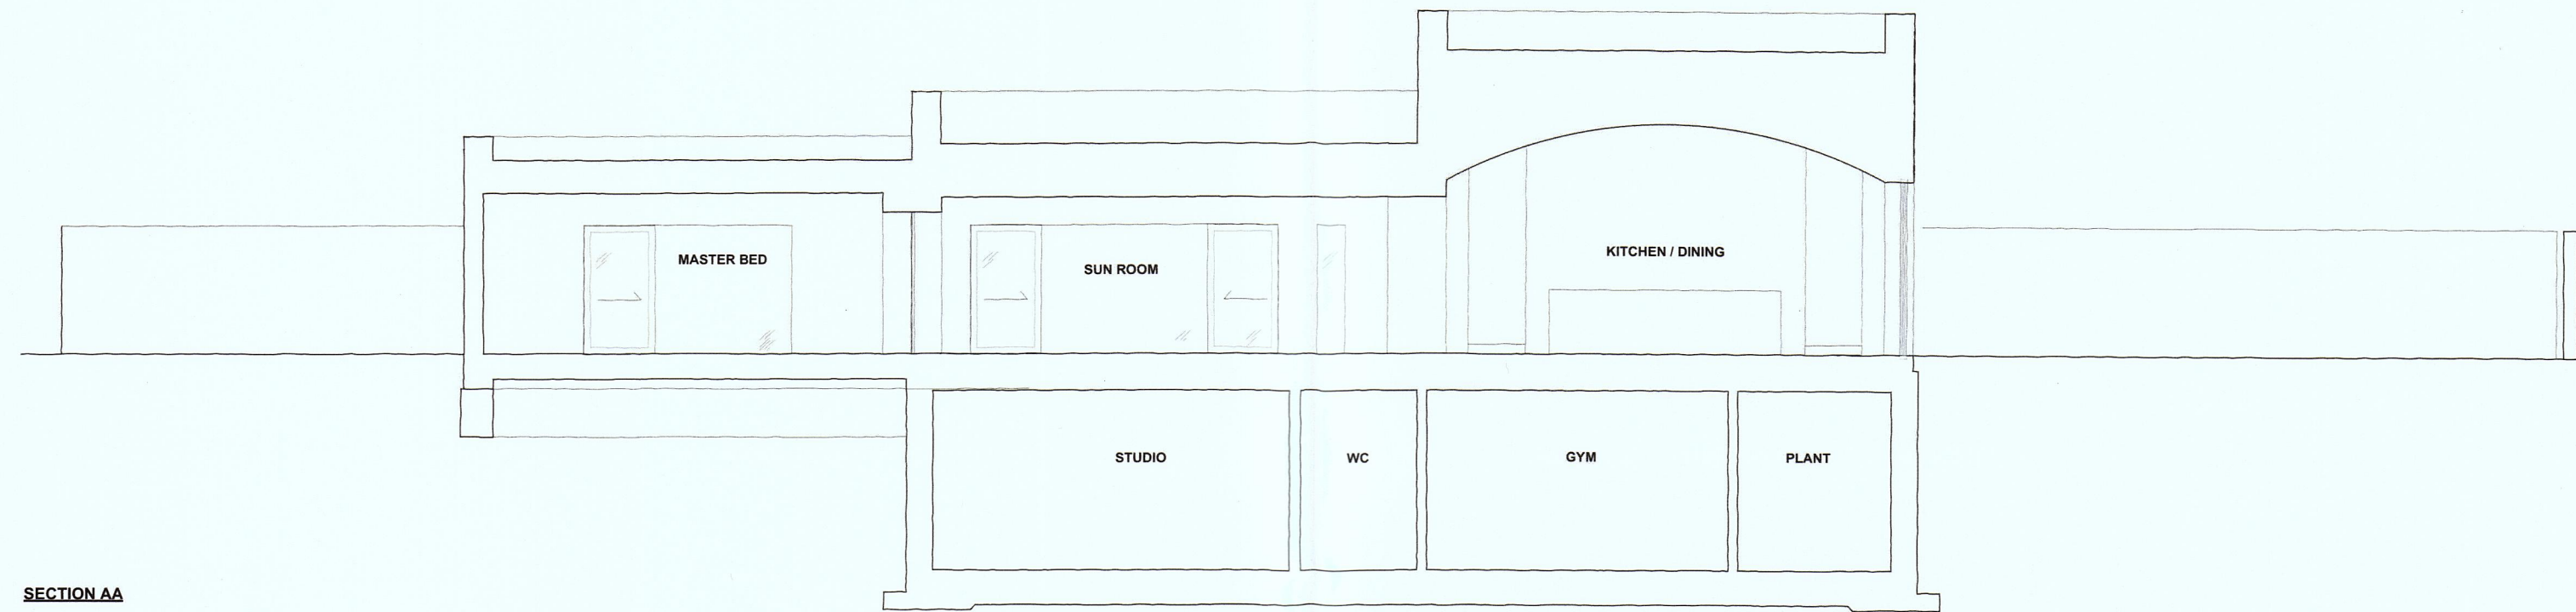 KITCHEN / DINING
MASTER BED
SUN ROOM
STUDIO
WC
GYM
PLANT
SECTION AA